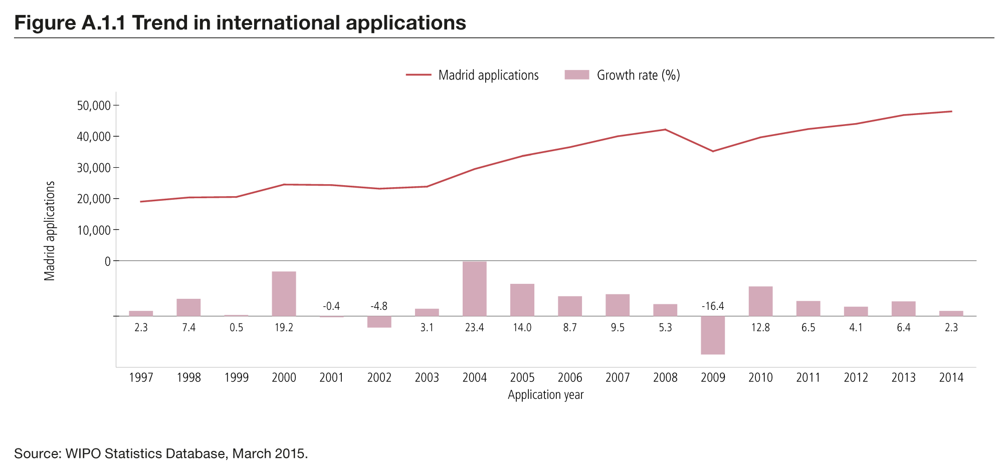 Figure A.1.1 Trend in international applications
Madrid applications Growth rate (%)
50,000
40,000
30,000
20,000
10,000
0
Madrid applications
-0.4 -4.8 -16.4
2.3 7.4 0.5 19.2 3.1 23.4 14.0 8.7 9.5 5.3 12.8 6.5 4.1 6.4 2.3
1997 1998 1999 2000 2001 2002 2003 2004 2005 2006 2007 2008 2009 2010 2011 2012 2013 2014
Application year
Source: WIPO Statistics Database, March 2015.